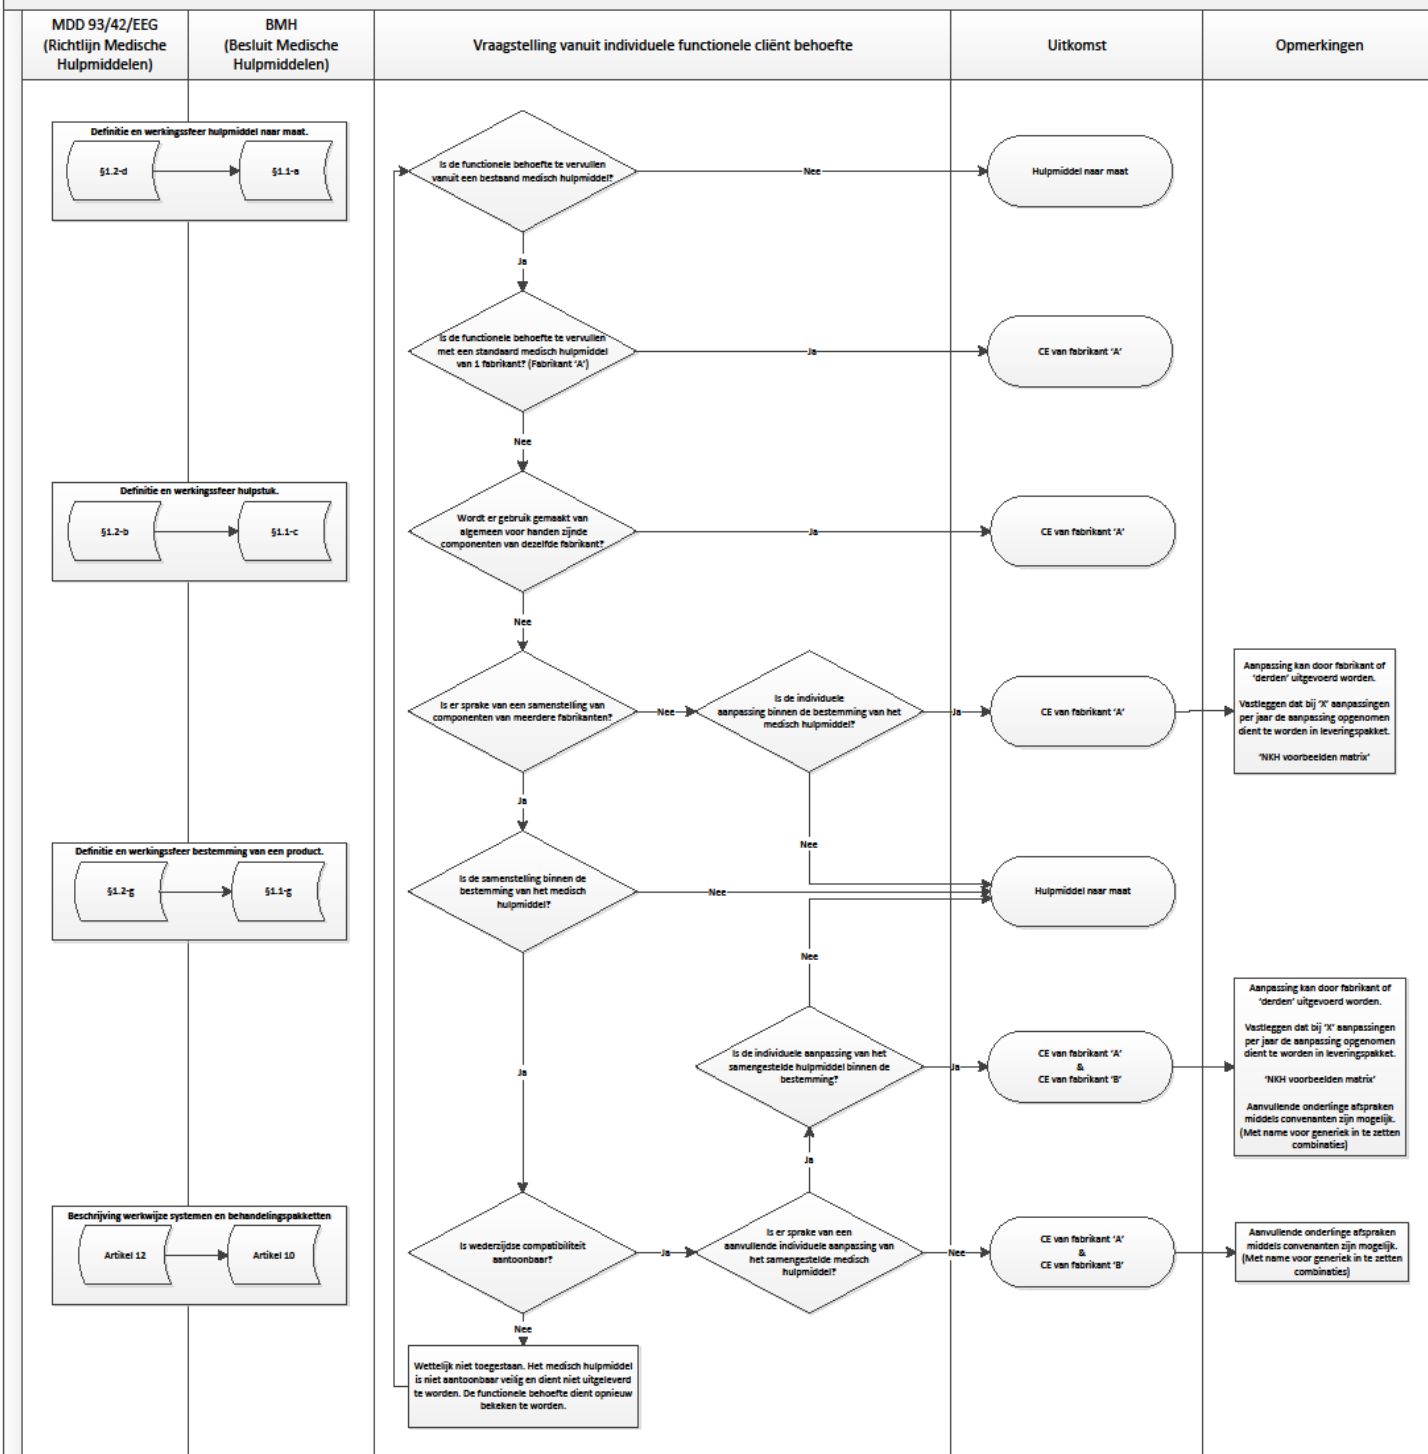 MDD 93/42/EEG
(Richtlijn Medische
Hulpmiddelen)
BMH
(Besluit Medische
Hulpmiddelen)
Vraagstelling vanuit individuele functionele cliënt behoefte
Uitkomst
Opmerkingen
Definitie en werkingssfeer hulpmiddel naar maat.
§1.2-d
§1.1-a
Is de functionele behoefte te vervullen
vanuit een bestaand medisch hulpmiddel?
Nee
Hulpmiddel naar maat
Ja
Is de functionele behoefte te vervullen
met een standaard medisch hulpmiddel
van 1 fabrikant? (Fabrikant ‘A’)
Ja
CE van fabrikant ‘A’
Nee
Definitie en werkingssfeer hulpstuk.
§1.2-b
§1.1-c
Wordt er gebruik gemaakt van
algemeen voor handen zijnde
componenten van dezelfde fabrikant?
Ja
CE van fabrikant ‘A’
Nee
Is er sprake van een samenstelling van
componenten van meerdere fabrikanten?
Nee
Is de individuele
aanpassing binnen de bestemming van het
medisch hulpmiddel?
Ja
CE van fabrikant ‘A’
Aanpassing kan door fabrikant of
‘derden’ uitgevoerd worden.
Vastleggen dat bij ‘X’ aanpassingen
per jaar de aanpassing opgenomen
dient te worden in leveringspakket.
‘NKH voorbeelden matrix’
Ja
Nee
Definitie en werkingssfeer bestemming van een product.
§1.2-g
§1.1-g
Is de samenstelling binnen de
bestemming van het medisch
hulpmiddel?
Nee
Hulpmiddel naar maat
Nee
Ja
Is de individuele aanpassing van het
samengestelde hulpmiddel binnen de
bestemming?
Ja
CE van fabrikant ‘A’
&
CE van fabrikant ‘B’
Aanpassing kan door fabrikant of
‘derden’ uitgevoerd worden.
Vastleggen dat bij ‘X’ aanpassingen
per jaar de aanpassing opgenomen
dient te worden in leveringspakket.
‘NKH voorbeelden matrix’
Aanvullende onderlinge afspraken
middels convenanten zijn mogelijk.
(Met name voor generiek in te zetten
combinaties)
Ja
Beschrijving werkwijze systemen en behandelingspakketten
Artikel 12
Artikel 10
Is wederzijdse compatibiliteit
aantoonbaar?
Ja
Is er sprake van een
aanvullende individuele aanpassing van
het samengestelde medisch
hulpmiddel?
Nee
CE van fabrikant ‘A’
&
CE van fabrikant ‘B’
Aanvullende onderlinge afspraken
middels convenanten zijn mogelijk.
(Met name voor generiek in te zetten
combinaties)
Nee
Wettelijk niet toegestaan. Het medisch hulpmiddel
is niet aantoonbaar veilig en dient niet uitgeleverd
te worden. De functionele behoefte dient opnieuw
bekeken te worden.